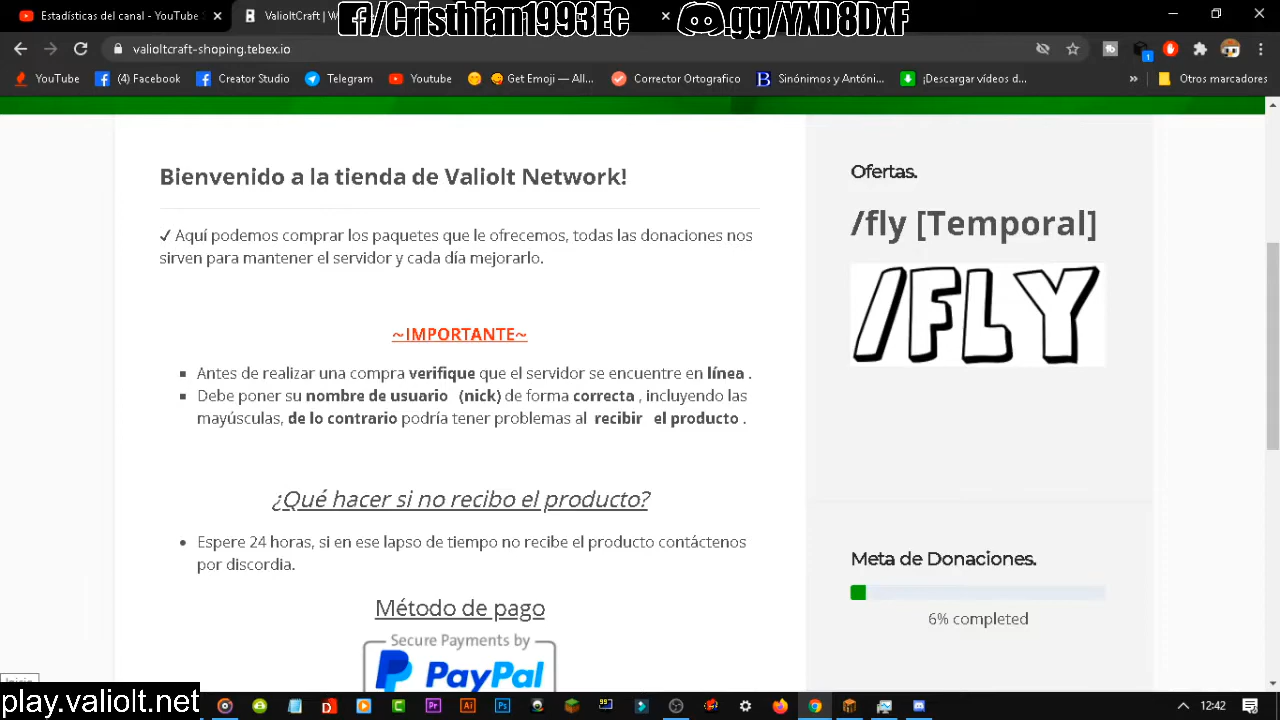 Estadísticas del canal - YouTube
ValioltCraft | W
/Cristhian1993Ec
.gg/YXD8DxF
valioltcraft-shoping.tebex.io
1
YouTube
(4) Facebook
Creator Studio
Telegram
Youtube
Get Emoji — All...
Corrector Ortografico
Sinónimos y Antóni...
¡Descargar vídeos d...
»
Otros marcadores
Bienvenido a la tienda de Valiolt Network!
✓ Aquí podemos comprar los paquetes que le ofrecemos, todas las donaciones nos
sirven para mantener el servidor y cada día mejorarlo.
~IMPORTANTE~
Antes de realizar una compra verifique que el servidor se encuentre en línea .
Debe poner su nombre de usuario (nick) de forma correcta , incluyendo las
mayúsculas, de lo contrario podría tener problemas al recibir el producto .
¿Qué hacer si no recibo el producto?
Espere 24 horas, si en ese lapso de tiempo no recibe el producto contáctenos
por discordia.
Método de pago
Secure Payments by
PayPal
Ofertas.
/fly [Temporal]
/FLY
Meta de Donaciones.
6% completed
play.valiolt.net
12:42